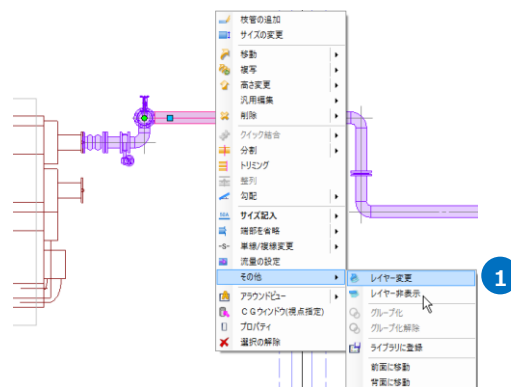 枝管の追加
サイズの変更
移動
複写
高さ変更
汎用編集
削除
クイック結合
分割
トリミング
整列
勾配
サイズ記入
端部を省略
単線/複線変更
流量の設定
その他
アラウンドビュー
CGウィンドウ(視点指定)
プロパティ
選択の解除
レイヤー変更
1
レイヤー非表示
グループ化
グループ化解除
ライブラリに登録
前面に移動
背面に移動